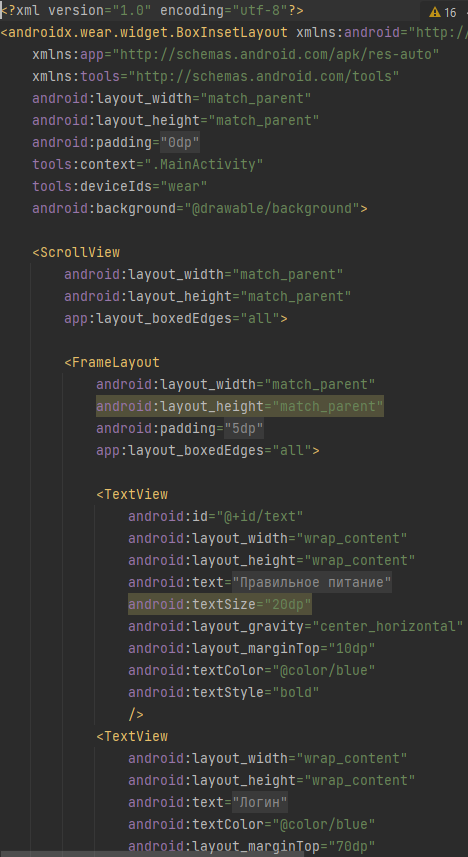 <?xml version="1.0" encoding="utf-8"?>
16
<androidx.wear.widget.BoxInsetLayout xmlns:android="http://
xmlns:app="http://schemas.android.com/apk/res-auto"
xmlns:tools="http://schemas.android.com/tools"
android:layout_width="match_parent"
android:layout_height="match_parent"
android:padding="0dp"
tools:context=".MainActivity"
tools:deviceIds="wear"
android:background="@drawable/background">
<ScrollView
android:layout_width="match_parent"
android:layout_height="match_parent"
app:layout_boxedEdges="all">
<FrameLayout
android:layout_width="match_parent"
android:layout_height="match_parent"
android:padding="5dp"
app:layout_boxedEdges="all">
<TextView
android:id="@+id/text"
android:layout_width="wrap_content"
android:layout_height="wrap_content"
android:text="Правильное питание"
android:textSize="20dp"
android:layout_gravity="center_horizontal"
android:layout_marginTop="10dp"
android:textColor="@color/blue"
android:textStyle="bold"
/>
<TextView
android:layout_width="wrap_content"
android:layout_height="wrap_content"
android:text="Логин"
android:textColor="@color/blue"
android:layout_marginTop="70dp"